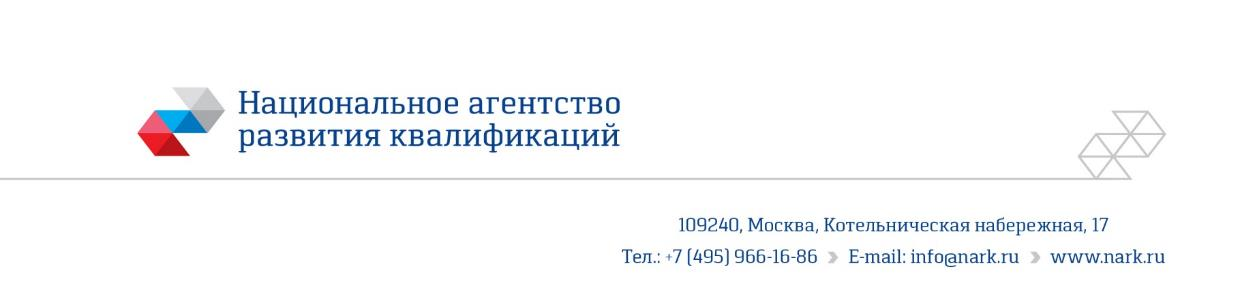 Национальное агентство
развития квалификаций
109240, Москва, Котельническая набережная, 17
Тел.: +7 (495) 966-16-86 › E-mail: info@nark.ru › www.nark.ru